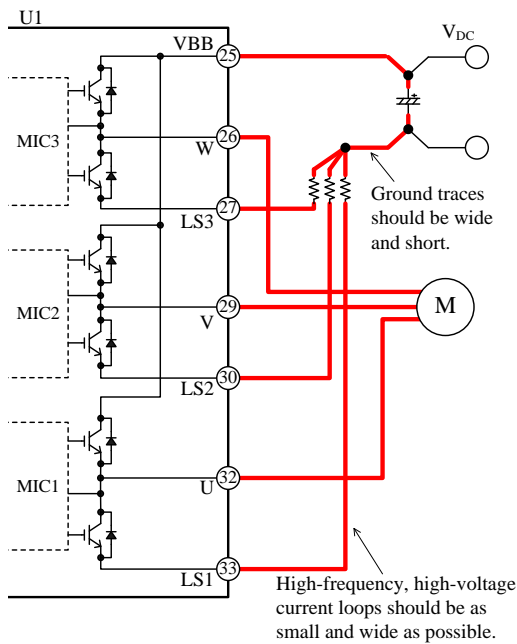 U1
VBB
25
V_DC
MIC3
W
26
LS3
27
Ground traces
should be wide
and short.
MIC2
V
29
M
LS2
30
MIC1
U
32
LS1
33
High-frequency, high-voltage
current loops should be as
small and wide as possible.